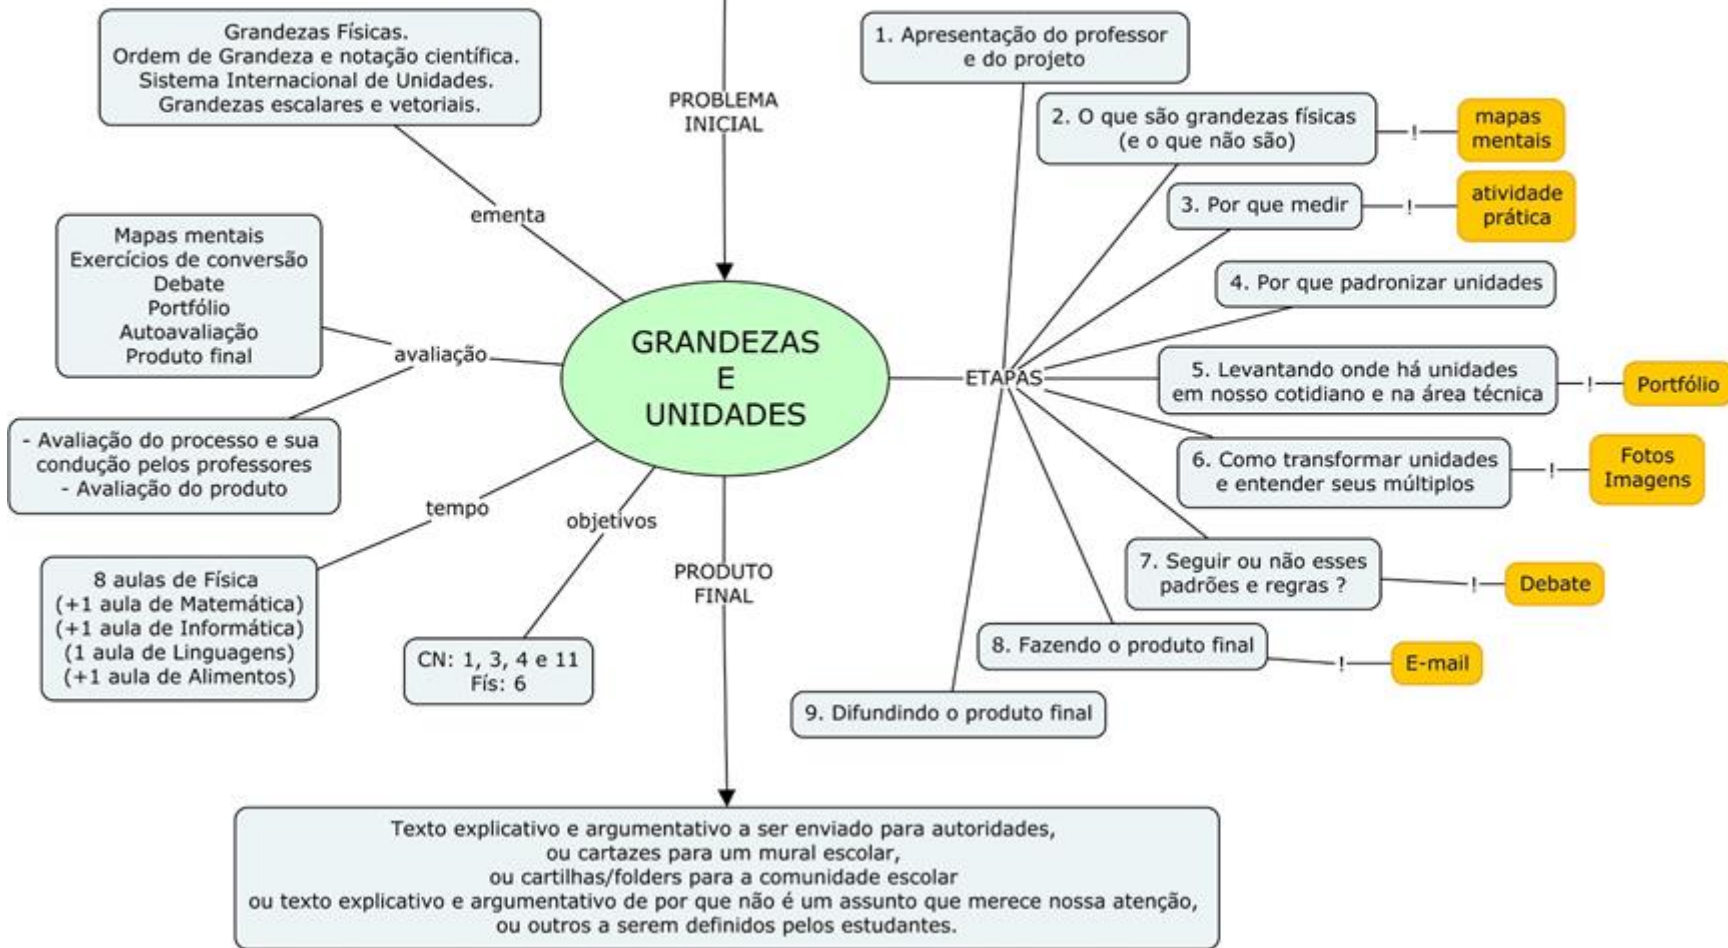 Grandezas Físicas.
Ordem de Grandeza e notação científica.
Sistema Internacional de Unidades.
Grandezas escalares e vetoriais.
ementa
Mapas mentais
Exercícios de conversão
Debate
Portfólio
Autoavaliação
Produto final
avaliação
- Avaliação do processo e sua
condução pelos professores
- Avaliação do produto
tempo
8 aulas de Física
(+1 aula de Matemática)
(+1 aula de Informática)
(1 aula de Linguagens)
(+1 aula de Alimentos)
objetivos
CN: 1, 3, 4 e 11
Fís: 6
PROBLEMA
INICIAL
GRANDEZAS
E
UNIDADES
PRODUTO
FINAL
Texto explicativo e argumentativo a ser enviado para autoridades,
ou cartazes para um mural escolar,
ou cartilhas/folders para a comunidade escolar
ou texto explicativo e argumentativo de por que não é um assunto que merece nossa atenção,
ou outros a serem definidos pelos estudantes.
ETAPAS
1. Apresentação do professor
e do projeto
2. O que são grandezas físicas
(e o que não são)
!
mapas
mentais
3. Por que medir
!
atividade
prática
4. Por que padronizar unidades
5. Levantando onde há unidades
em nosso cotidiano e na área técnica
!
Portfólio
6. Como transformar unidades
e entender seus múltiplos
!
Fotos
Imagens
7. Seguir ou não esses
padrões e regras ?
!
Debate
8. Fazendo o produto final
!
E-mail
9. Difundindo o produto final